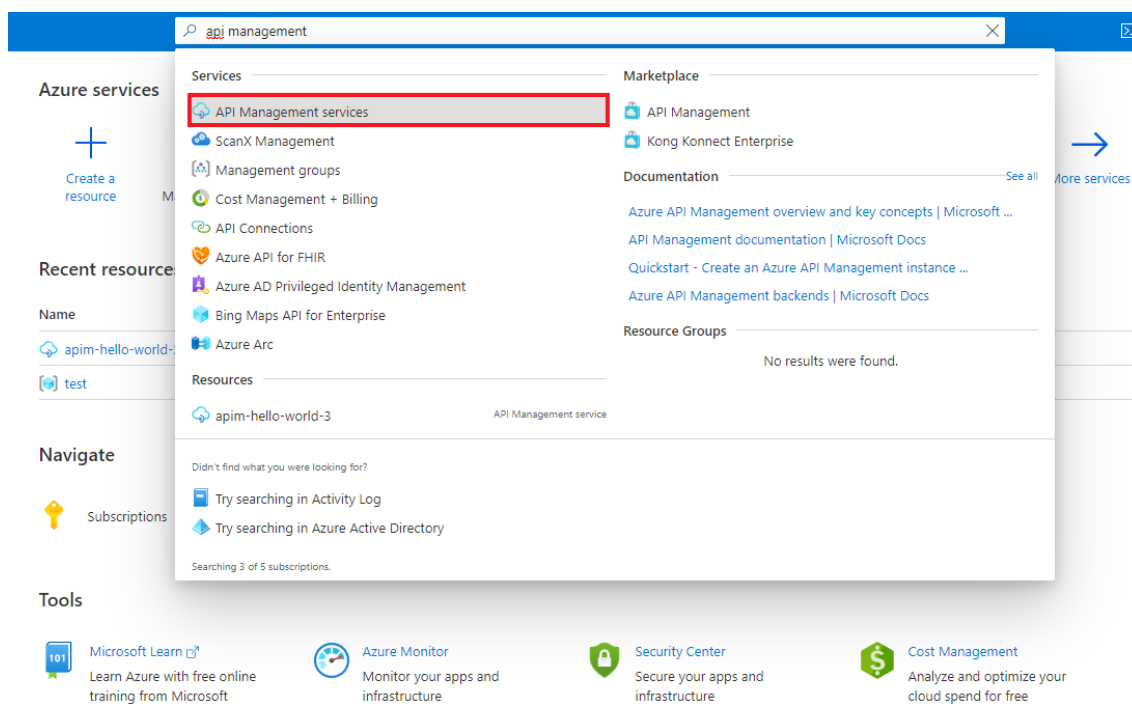 api management
Azure services
Create a
resource
M
More services
Recent resources
Name
apim-hello-world-3
test
Navigate
Subscriptions
Services
API Management services
ScanX Management
Management groups
Cost Management + Billing
API Connections
Azure API for FHIR
Azure AD Privileged Identity Management
Bing Maps API for Enterprise
Azure Arc
Resources
apim-hello-world-3 API Management service
Marketplace
API Management
Kong Konnect Enterprise
Documentation See all
Azure API Management overview and key concepts | Microsoft ...
API Management documentation | Microsoft Docs
Quickstart - Create an Azure API Management instance ...
Azure API Management backends | Microsoft Docs
Resource Groups
No results were found.
Didn't find what you were looking for?
Try searching in Activity Log
Try searching in Azure Active Directory
Searching 3 of 5 subscriptions.
Tools
101
Microsoft Learn
Learn Azure with free online
training from Microsoft
Azure Monitor
Monitor your apps and
infrastructure
Security Center
Secure your apps and
infrastructure
Cost Management
Analyze and optimize your
cloud spend for free